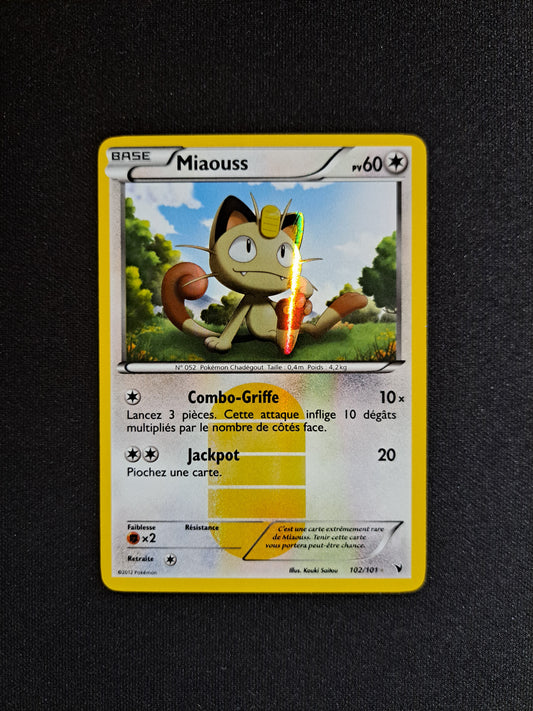 BASE Miaouss PV60
N° 052 Pokémon Chadégout Taille : 0,4m Poids : 4,2kg
Combo-Griffe 10x
Lancez 3 pièces. Cette attaque inflige 10 dégâts
multipliés par le nombre de côtés face.
Jackpot 20
Piochez une carte.
Faiblesse Résistance
x2
Retraite
C'est une carte extrêmement rare
de Miaouss. Tenir cette carte
vous portera peut-être chance.
©2012 Pokémon Illus. Kouki Saitou 102/101